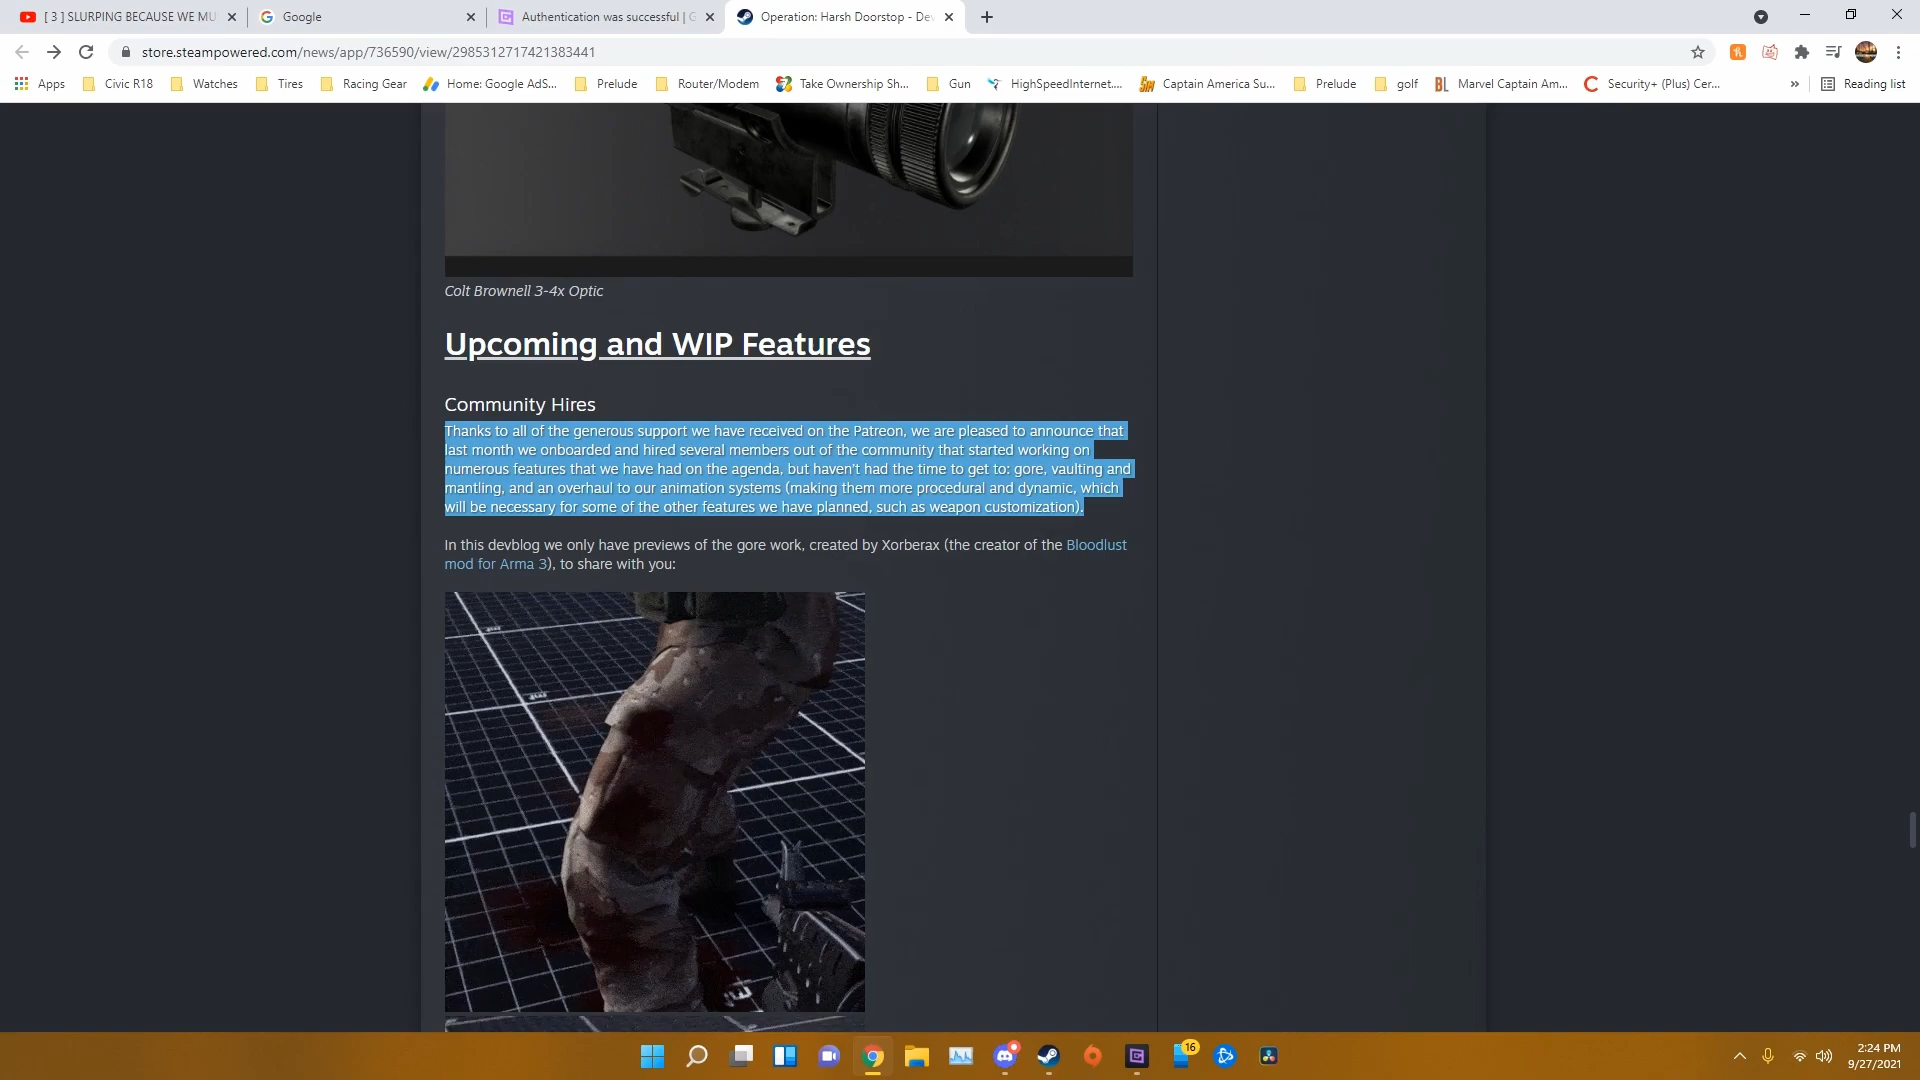 [ 3 ] SLURPING BECAUSE WE MU
Google
Authentication was successful | G
Operation: Harsh Doorstop - Dev
store.steampowered.com/news/app/736590/view/2985312717421383441
Apps
Civic R18
Watches
Tires
Racing Gear
Home: Google AdS...
Prelude
Router/Modem
Take Ownership Sh...
Gun
HighSpeedInternet....
Captain America Su...
Prelude
golf
Marvel Captain Am...
Security+ (Plus) Cer...
»
Reading list
Colt Brownell 3-4x Optic
Upcoming and WIP Features
Community Hires
Thanks to all of the generous support we have received on the Patreon, we are pleased to announce that
last month we onboarded and hired several members out of the community that started working on
numerous features that we have had on the agenda, but haven't had the time to get to: gore, vaulting and
mantling, and an overhaul to our animation systems (making them more procedural and dynamic, which
will be necessary for some of the other features we have planned, such as weapon customization).
In this devblog we only have previews of the gore work, created by Xorberax (the creator of the Bloodlust
mod for Arma 3), to share with you:
16
2:24 PM
9/27/2021